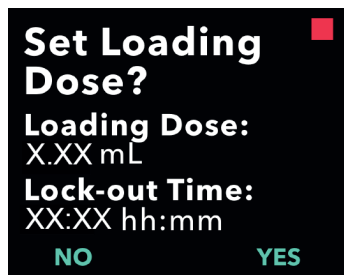 Set Loading
Dose?
Loading Dose:
X.XX mL
Lock-out Time:
XX:XX hh:mm
NO YES